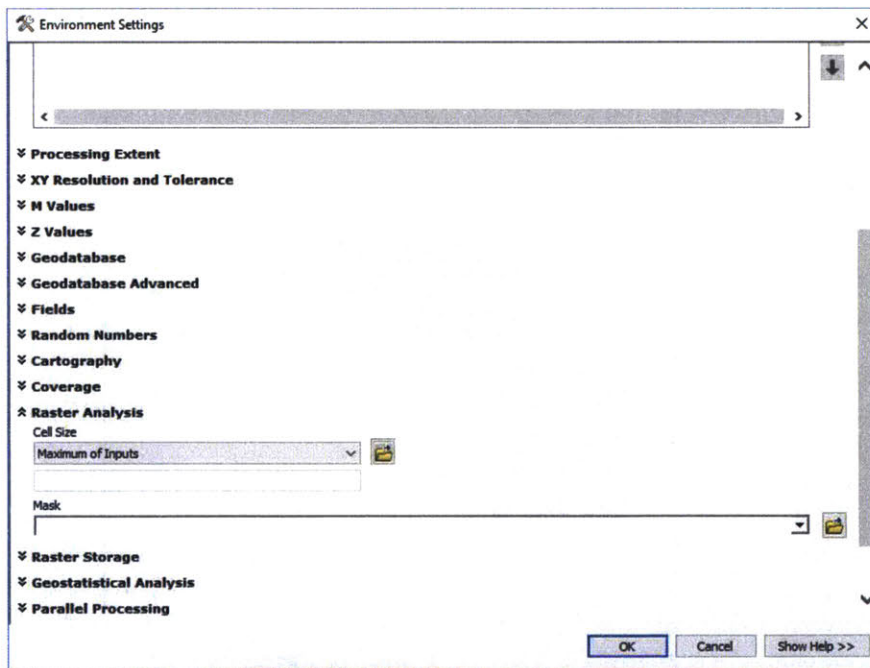 Environment Settings
Processing Extent
XY Resolution and Tolerance
M Values
Z Values
Geodatabase
Geodatabase Advanced
Fields
Random Numbers
Cartography
Coverage
Raster Analysis
Cell Size
Maximum of Inputs
Mask
Raster Storage
Geostatistical Analysis
Parallel Processing
OK Cancel Show Help >>